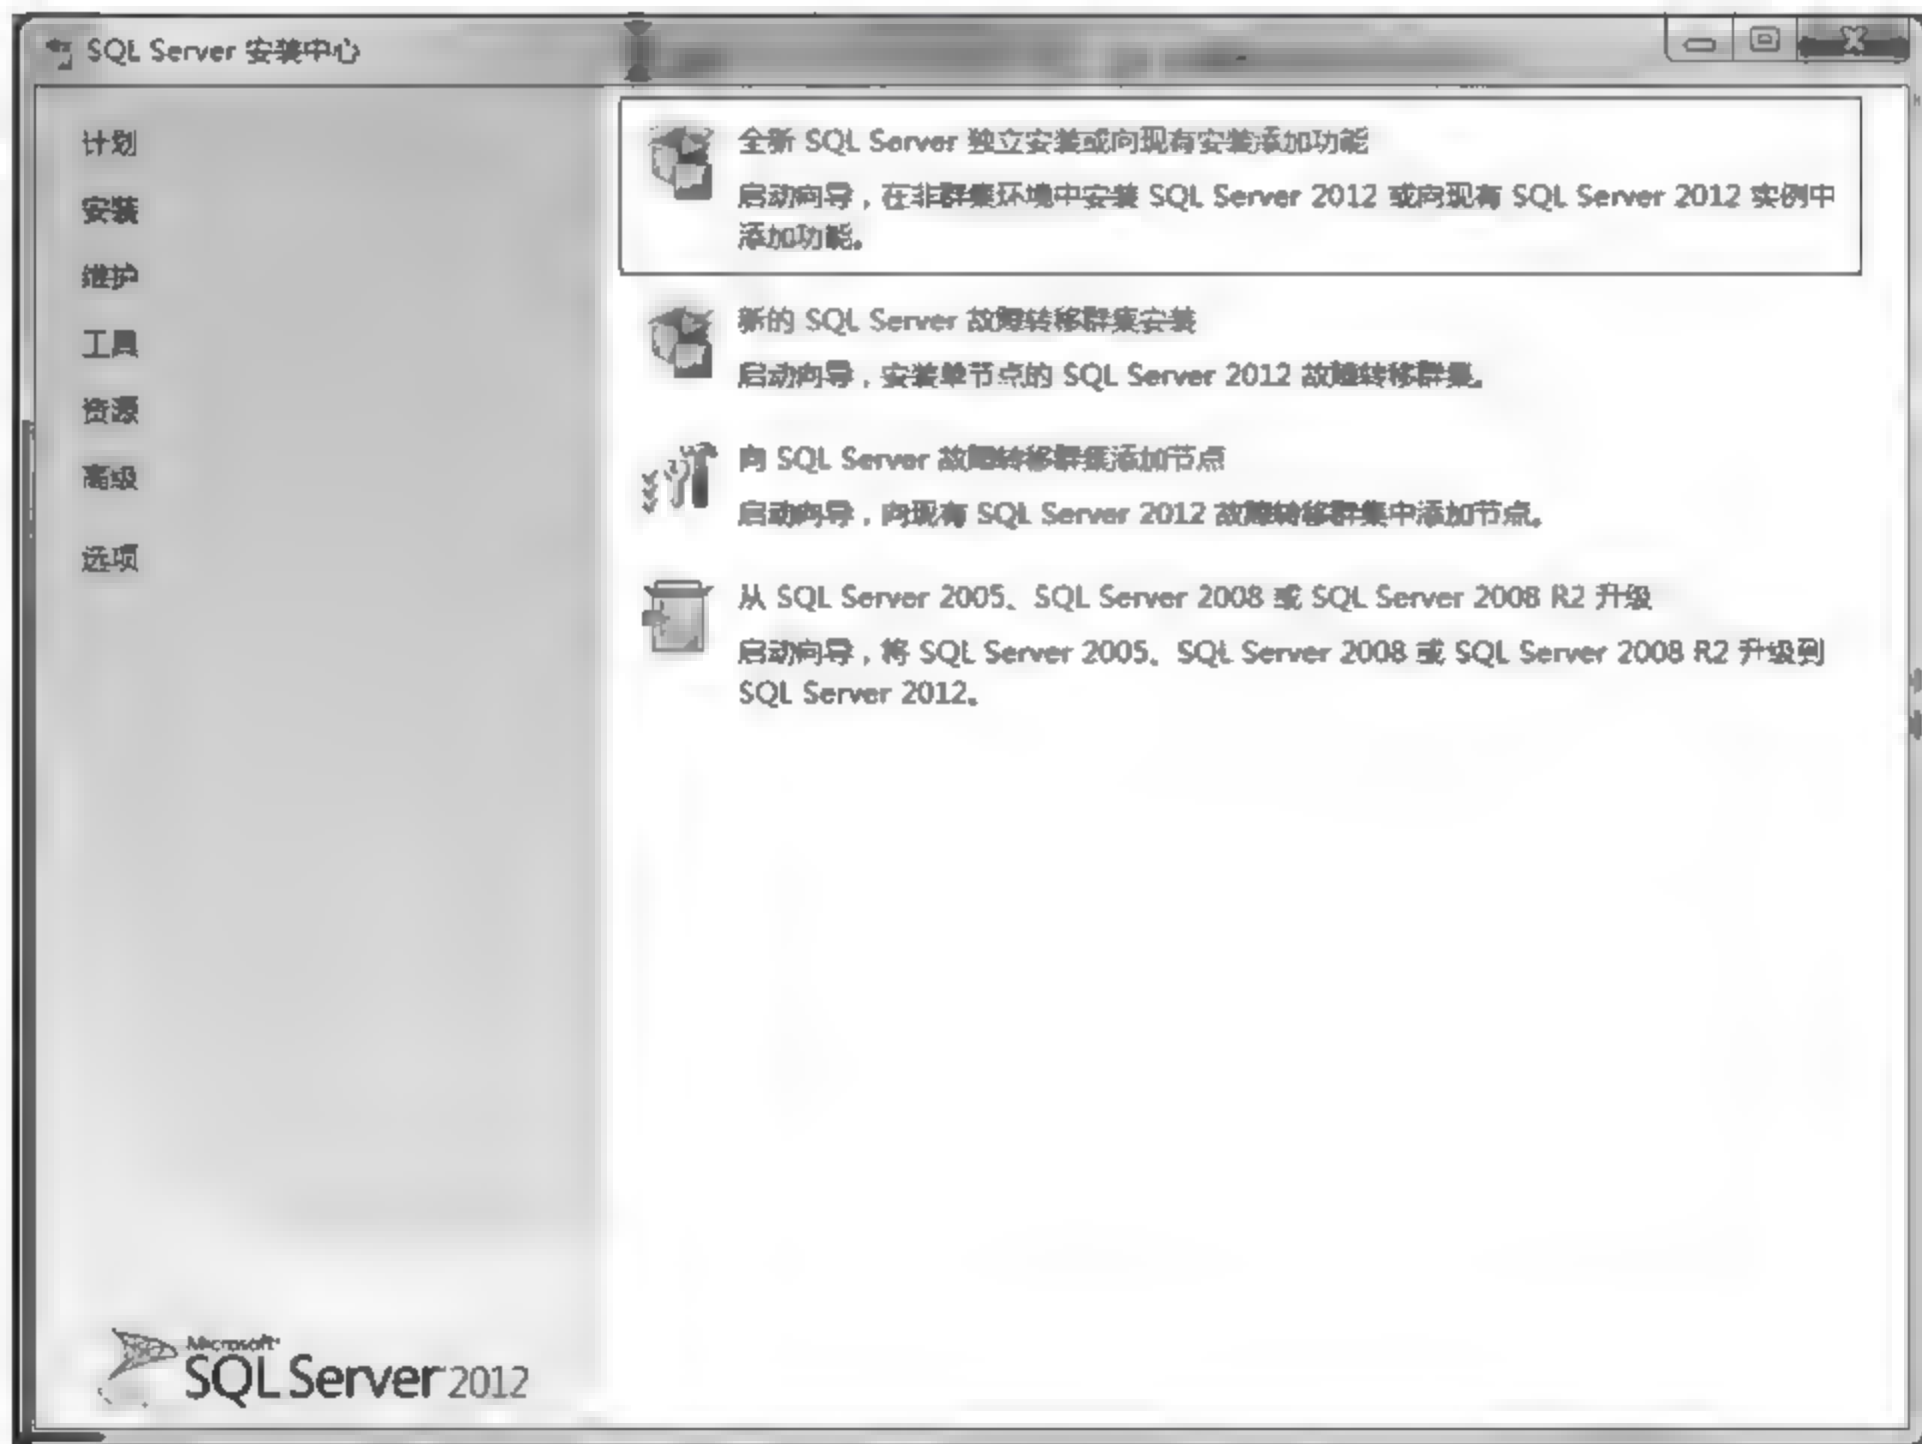 SQL Server 安装中心
计划
安装
维护
工具
资源
高级
选项
全新 SQL Server 独立安装或向现有安装添加功能
启动向导，在非群集环境中安装 SQL Server 2012 或向现有 SQL Server 2012 实例中
添加功能。
新的 SQL Server 故障转移群集安装
启动向导，安装单节点的 SQL Server 2012 故障转移群集。
向 SQL Server 故障转移群集添加节点
启动向导，向现有 SQL Server 2012 故障转移群集中添加节点。
从 SQL Server 2005、SQL Server 2008 或 SQL Server 2008 R2 升级
启动向导，将 SQL Server 2005、SQL Server 2008 或 SQL Server 2008 R2 升级到
SQL Server 2012。
Microsoft
SQL Server 2012